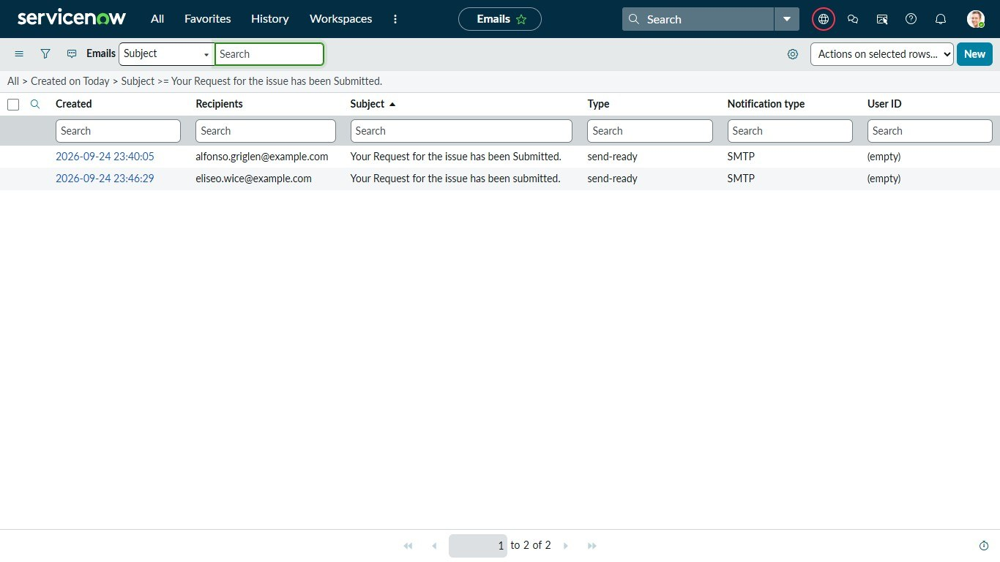 servicenow All Favorites History Workspaces Emails Search
Emails Subject Search Actions on selected rows... New
All > Created on Today > Subject >= Your Request for the issue has been Submitted.
Created Recipients Subject Type Notification type User ID
Search Search Search Search Search Search
2026-09-24 23:40:05 alfonso.griglen@example.com Your Request for the issue has been Submitted. send-ready SMTP (empty)
2026-09-24 23:46:29 eliseo.wice@example.com Your Request for the issue has been submitted. send-ready SMTP (empty)
1 to 2 of 2